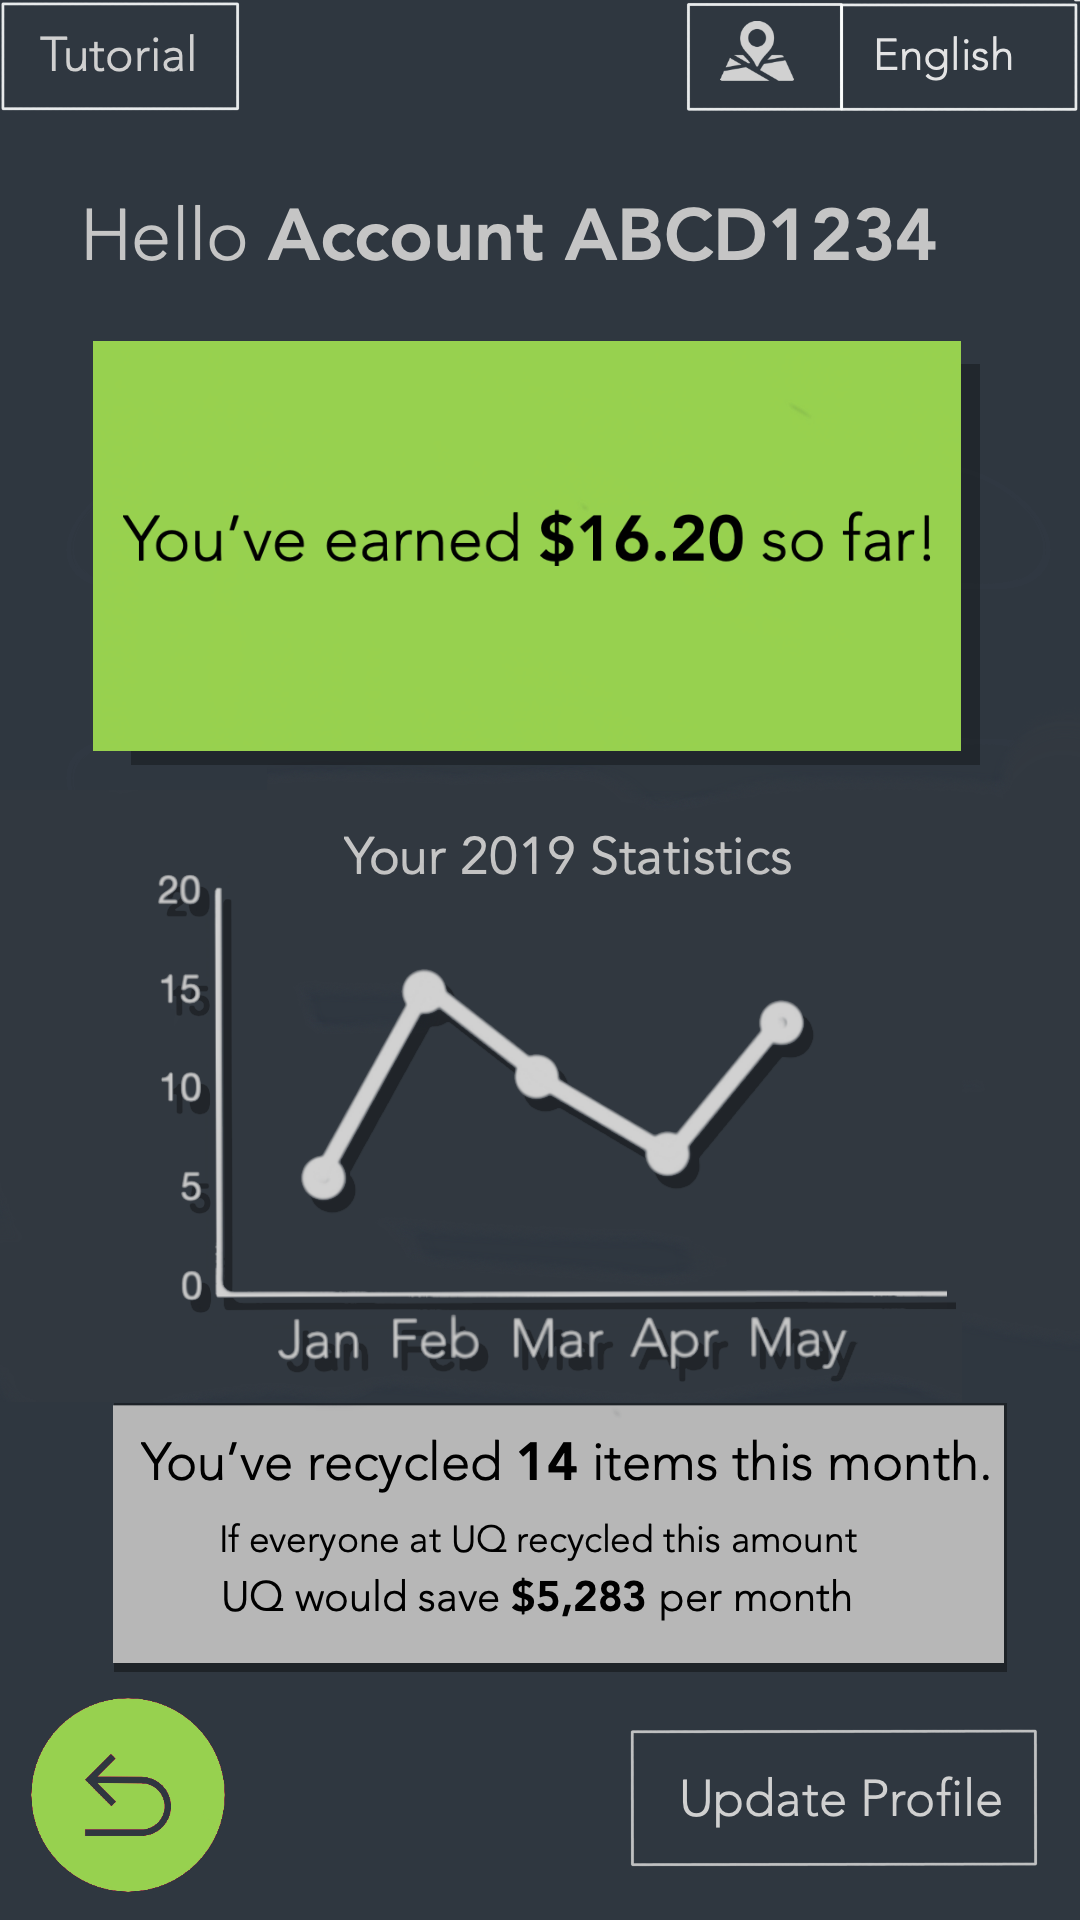 Tutorial
English
Hello Account ABCD1234
You’ve earned $16.20 so far!
Your 2019 Statistics
20
15
10
5
0
Jan Feb Mar Apr May
You’ve recycled 14 items this month.
If everyone at UQ recycled this amount
UQ would save $5,283 per month
Update Profile